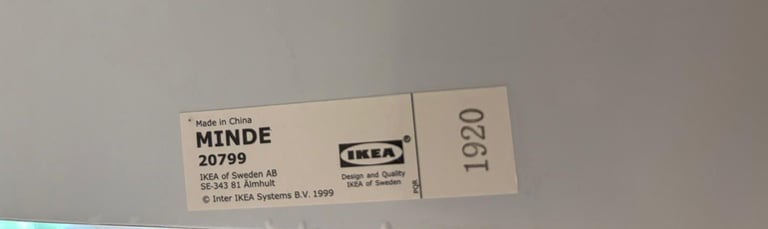 Made in China
MINDE
20799
IKEA of Sweden AB
SE-343 81 Älmhult
© Inter IKEA Systems B.V. 1999
IKEA®
Design and Quality
IKEA of Sweden
PQR
1920